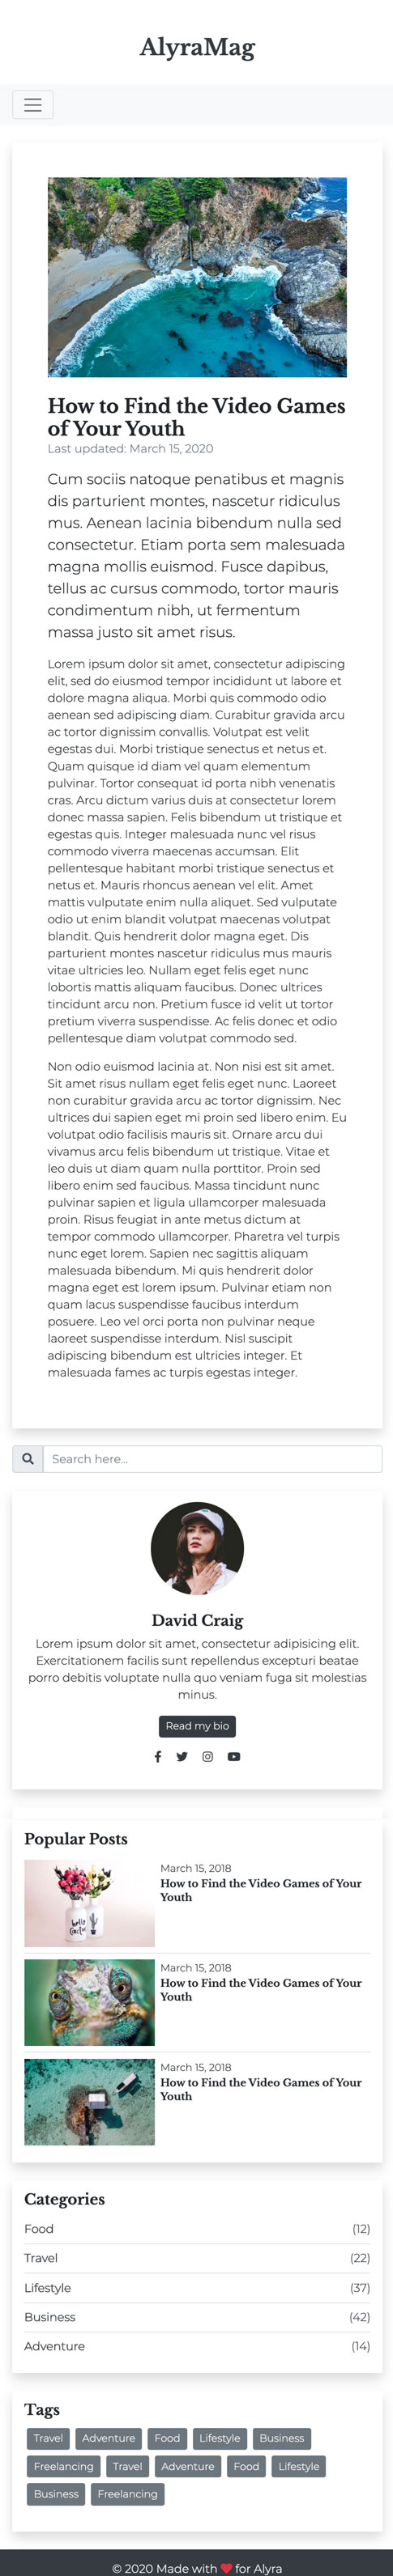 AlyraMag
How to Find the Video Games
of Your Youth
Last updated: March 15, 2020
Cum sociis natoque penatibus et magnis
dis parturient montes, nascetur ridiculus
mus. Aenean lacinia bibendum nulla sed
consectetur. Etiam porta sem malesuada
magna mollis euismod. Fusce dapibus,
tellus ac cursus commodo, tortor mauris
condimentum nibh, ut fermentum
massa justo sit amet risus.
Lorem ipsum dolor sit amet, consectetur adipiscing
elit, sed do eiusmod tempor incididunt ut labore et
dolore magna aliqua. Morbi quis commodo odio
aenean sed adipiscing diam. Curabitur gravida arcu
ac tortor dignissim convallis. Volutpat est velit
egestas dui. Morbi tristique senectus et netus et.
Quam quisque id diam vel quam elementum
pulvinar. Tortor consequat id porta nibh venenatis
cras. Arcu dictum varius duis at consectetur lorem
donec massa sapien. Felis bibendum ut tristique et
egestas quis. Integer malesuada nunc vel risus
commodo viverra maecenas accumsan. Elit
pellentesque habitant morbi tristique senectus et
netus et. Mauris rhoncus aenean vel elit. Amet
mattis vulputate enim nulla aliquet. Sed vulputate
odio ut enim blandit volutpat maecenas volutpat
blandit. Quis hendrerit dolor magna eget. Dis
parturient montes nascetur ridiculus mus mauris
vitae ultricies leo. Nullam eget felis eget nunc
lobortis mattis aliquam faucibus. Donec ultrices
tincidunt arcu non. Pretium fusce id velit ut tortor
pretium viverra suspendisse. Ac felis donec et odio
pellentesque diam volutpat commodo sed.
Non odio euismod lacinia at. Non nisi est sit amet.
Sit amet risus nullam eget felis eget nunc. Laoreet
non curabitur gravida arcu ac tortor dignissim. Nec
ultrices dui sapien eget mi proin sed libero enim. Eu
volutpat odio facilisis mauris sit. Ornare arcu dui
vivamus arcu felis bibendum ut tristique. Vitae et
leo duis ut diam quam nulla porttitor. Proin sed
libero enim sed faucibus. Massa tincidunt nunc
pulvinar sapien et ligula ullamcorper malesuada
proin. Risus feugiat in ante metus dictum at
tempor commodo ullamcorper. Pharetra vel turpis
nunc eget lorem. Sapien nec sagittis aliquam
malesuada bibendum. Mi quis hendrerit dolor
magna eget est lorem ipsum. Pulvinar etiam non
quam lacus suspendisse faucibus interdum
posuere. Leo vel orci porta non pulvinar neque
laoreet suspendisse interdum. Nisl suscipit
adipiscing bibendum est ultricies integer. Et
malesuada fames ac turpis egestas integer.
Search here...
David Craig
Lorem ipsum dolor sit amet, consectetur adipisicing elit.
Exercitationem facilis sunt repellendus excepturi beatae
porro debitis voluptate nulla quo veniam fuga sit molestias
minus.
Read my bio
Popular Posts
hello Cactus
March 15, 2018
How to Find the Video Games of Your
Youth
March 15, 2018
How to Find the Video Games of Your
Youth
March 15, 2018
How to Find the Video Games of Your
Youth
Categories
Food (12)
Travel (22)
Lifestyle (37)
Business (42)
Adventure (14)
Tags
Travel Adventure Food Lifestyle Business
Freelancing Travel Adventure Food Lifestyle
Business Freelancing
© 2020 Made with ❤ for Alyra